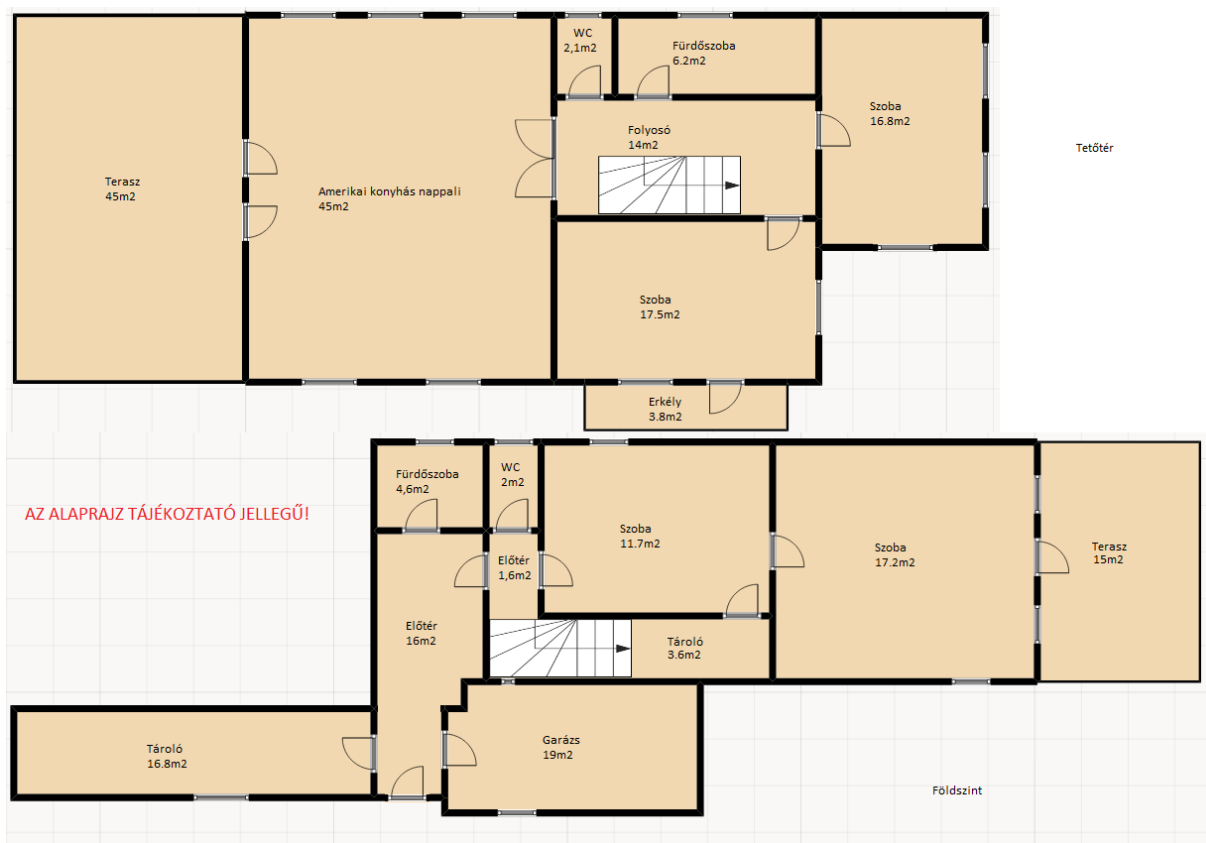 WC
2,1m2
Fürdőszoba
6.2m2
Szoba
16.8m2
Folyosó
14m2
Tetőtér
Terasz
45m2
Amerikai konyhás nappali
45m2
Szoba
17.5m2
Erkély
3.8m2
AZ ALAPRAJZ TÁJÉKOZTATÓ JELLEGŰ!
Fürdőszoba
4,6m2
WC
2m2
Szoba
11.7m2
Szoba
17.2m2
Terasz
15m2
Előtér
1,6m2
Előtér
16m2
Tároló
3.6m2
Tároló
16.8m2
Garázs
19m2
Földszint